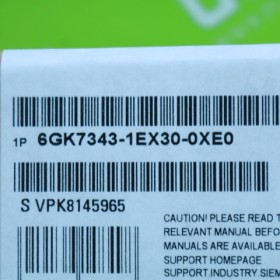 1P 6GK7343-1EX30-0XE0
S VPK8145965
CAUTION! PLEASE READ T
RELEVANT MANUAL BEFO
MANUALS ARE AVAILABLE
SUPPORT HOMEPAGE
SUPPORT.INDUSTRY.SIEM